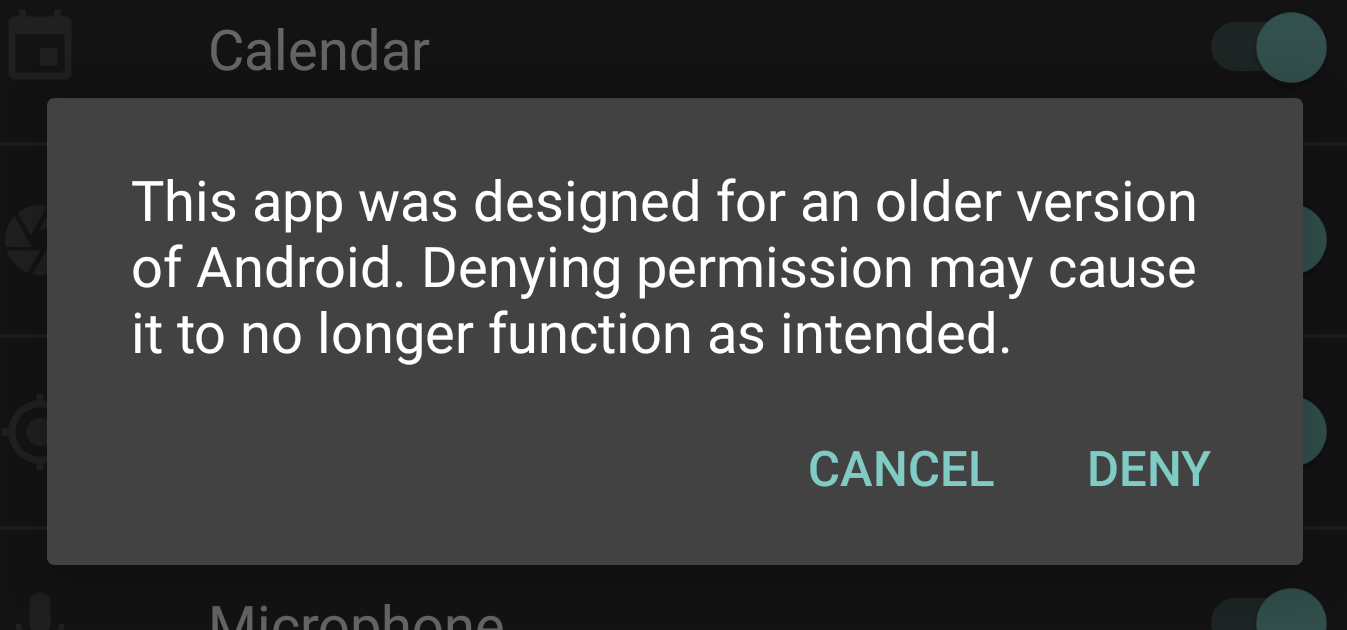 Calendar
This app was designed for an older version
of Android. Denying permission may cause
it to no longer function as intended.
CANCEL DENY
Microphone